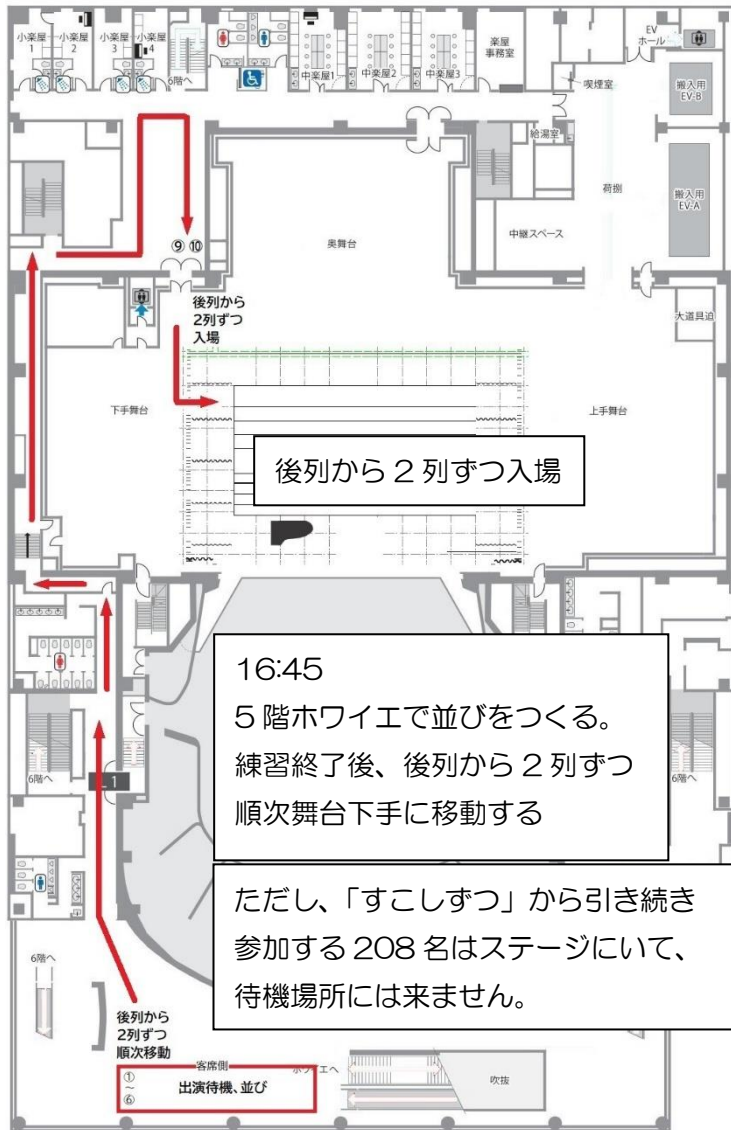 小楽屋
1
小楽屋
2
小楽屋
3
小楽屋
4
6階へ
中楽屋1
中楽屋2
中楽屋3
楽屋
事務室
EV
ホール
喫煙室
搬入用
EV-B
給湯室
荷捌
搬入用
EV-A
中継スペース
奥舞台
⑨ ⑩
後列から
2列ずつ
入場
大道具迫
下手舞台
上手舞台
後列から2列ずつ入場
16:45
5階ホワイエで並びをつくる。
練習終了後、後列から2列ずつ
順次舞台下手に移動する
6階へ
6階へ
ただし、「すこしずつ」から引き続き
参加する208名はステージにいて、
待機場所には来ません。
6階へ
後列から
2列ずつ
順次移動
客席側
①
~
⑥
出演待機、並び
吹抜